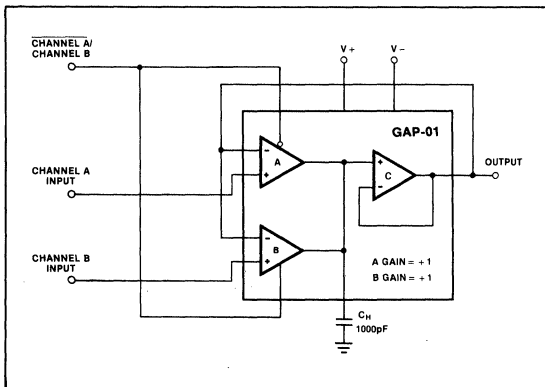 CHANNEL A/
CHANNEL B
V+
V-
GAP-01
-
A
+
CHANNEL A
INPUT
+
C
-
OUTPUT
-
B
+
CHANNEL B
INPUT
A GAIN = +1
B GAIN = +1
CH
1000pF